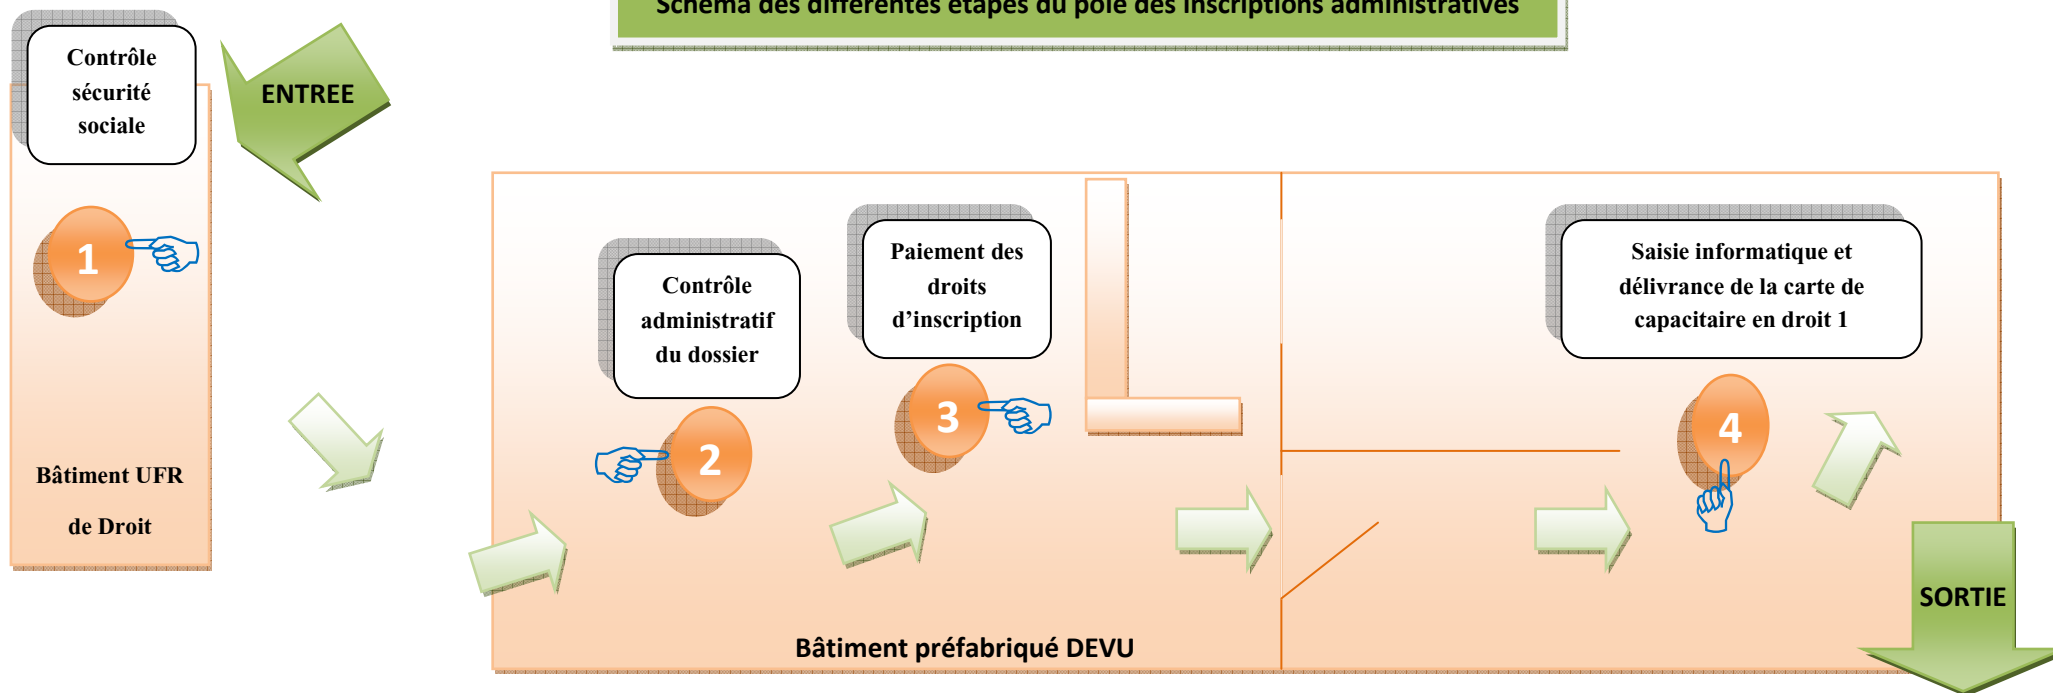 Schéma des différentes étapes du pôle des inscriptions administratives
Contrôle
sécurité
sociale
ENTREE
1
Bâtiment UFR
de Droit
Contrôle
administratif
du dossier
2
Paiement des
droits
d’inscription
3
Saisie informatique et
délivrance de la carte de
capacitaire en droit 1
4
SORTIE
Bâtiment préfabriqué DEVU